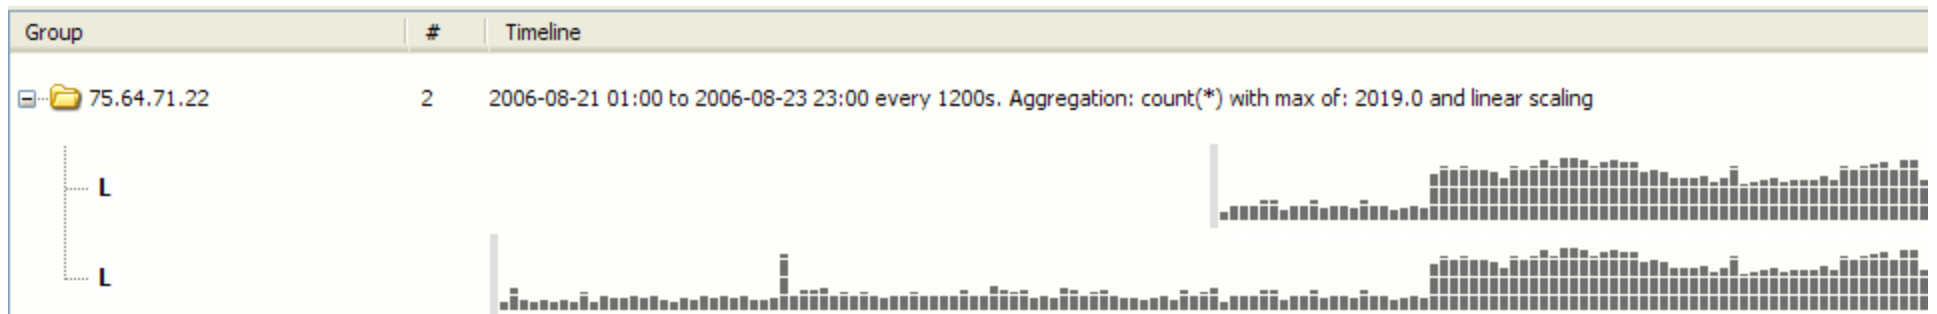 Group # Timeline
75.64.71.22 2 2006-08-21 01:00 to 2006-08-23 23:00 every 1200s. Aggregation: count(*) with max of: 2019.0 and linear scaling
L
L